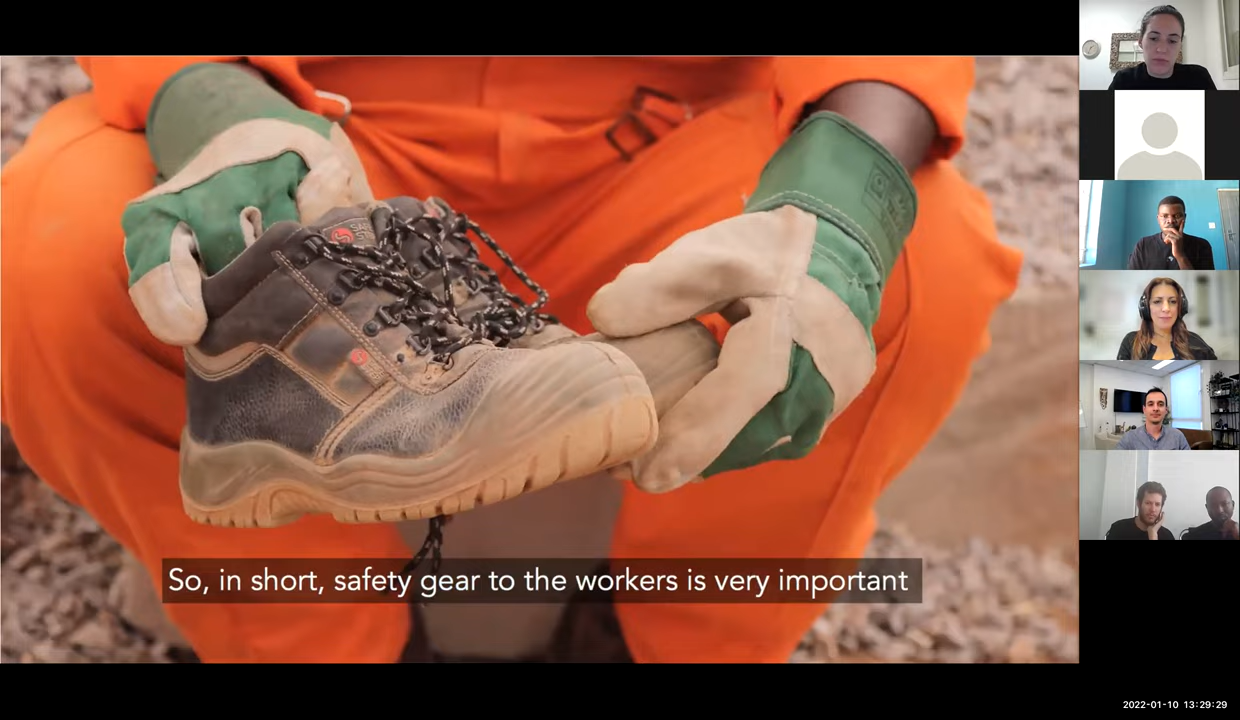 So, in short, safety gear to the workers is very important
2022-01-10 13:29:29